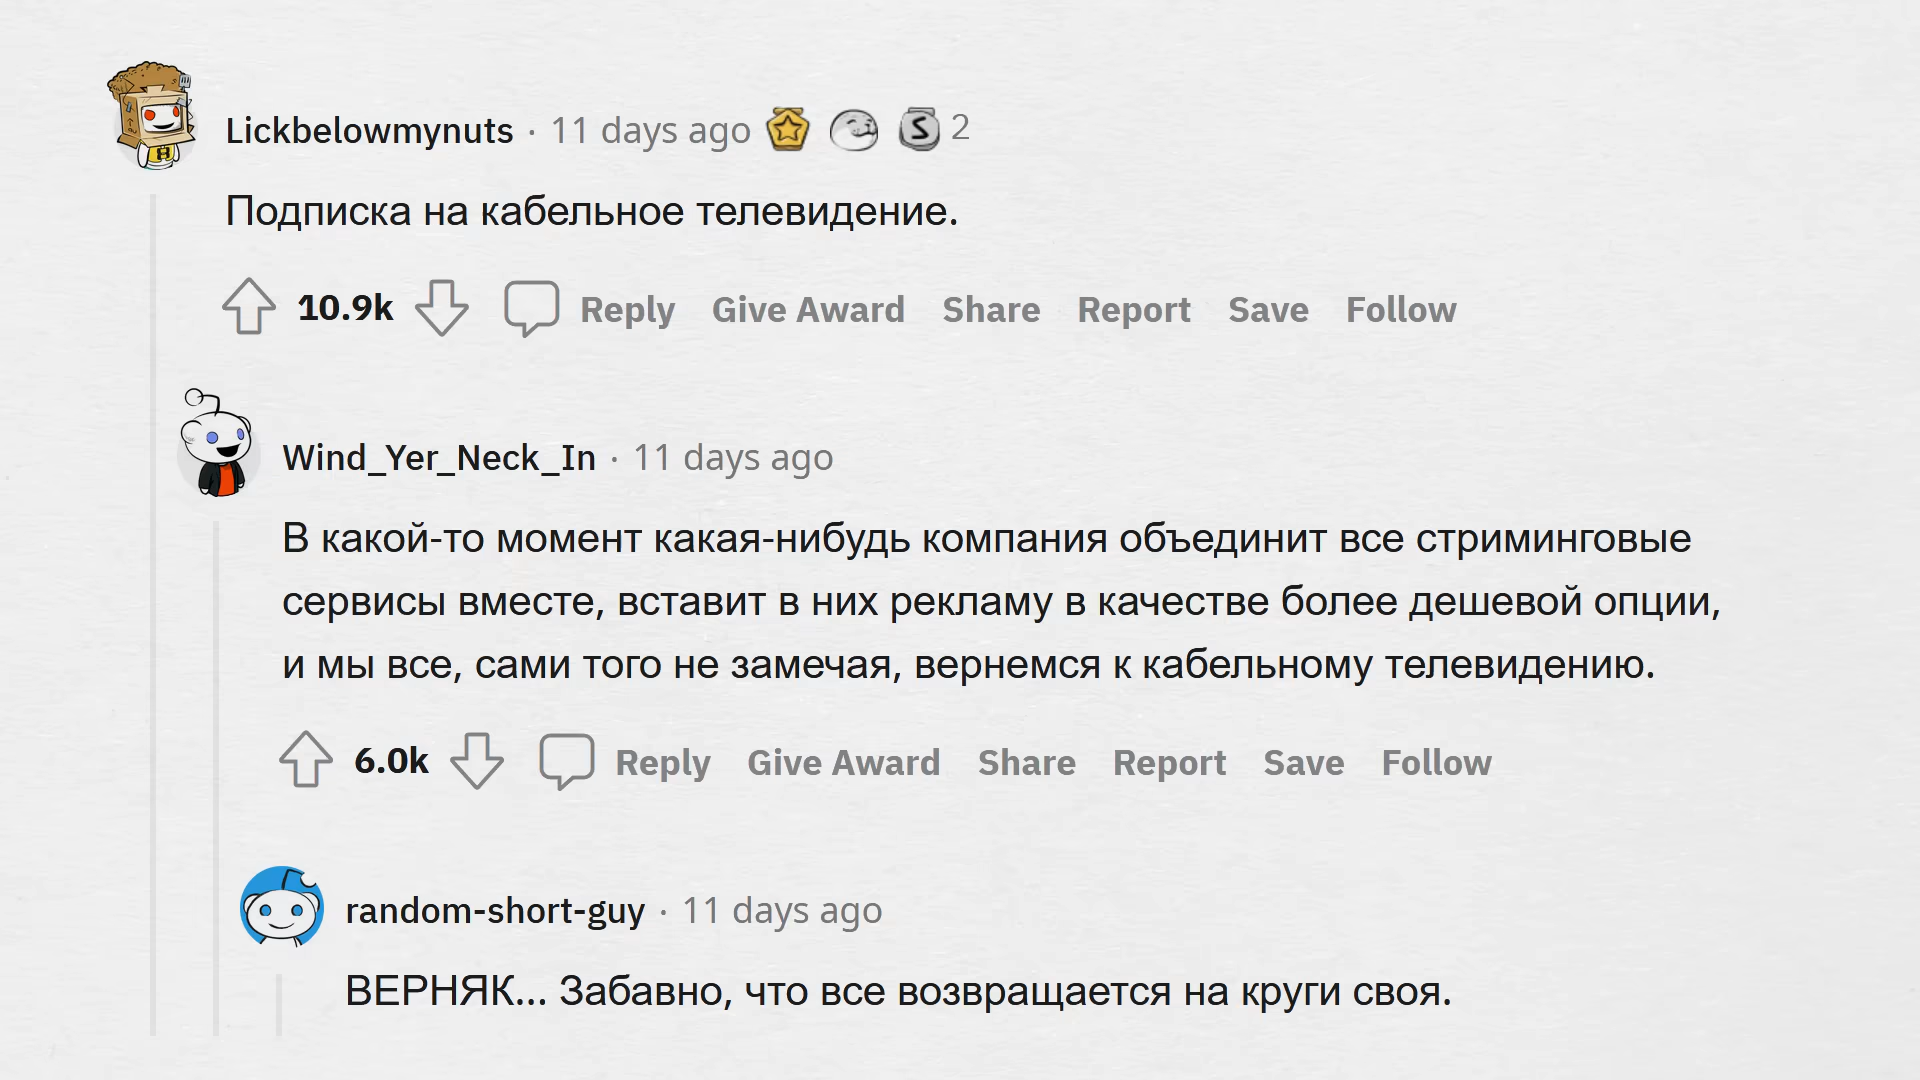 Lickbelowmynuts · 11 days ago 2
Подписка на кабельное телевидение.
10.9k Reply Give Award Share Report Save Follow
Wind_Yer_Neck_In · 11 days ago
В какой-то момент какая-нибудь компания объединит все стриминговые
сервисы вместе, вставит в них рекламу в качестве более дешевой опции,
и мы все, сами того не замечая, вернемся к кабельному телевидению.
6.0k Reply Give Award Share Report Save Follow
random-short-guy · 11 days ago
ВЕРНЯК... Забавно, что все возвращается на круги своя.